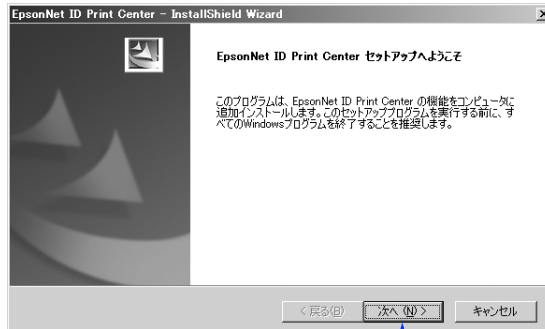 EpsonNet ID Print Center - InstallShield Wizard
EpsonNet ID Print Center セットアップへようこそ
このプログラムは、EpsonNet ID Print Center の機能をコンピュータに
追加インストールします。このセットアッププログラムを実行する前に、す
べてのWindowsプログラムを終了することを推奨します。
< 戻る(B)
次へ (N) >
キャンセル